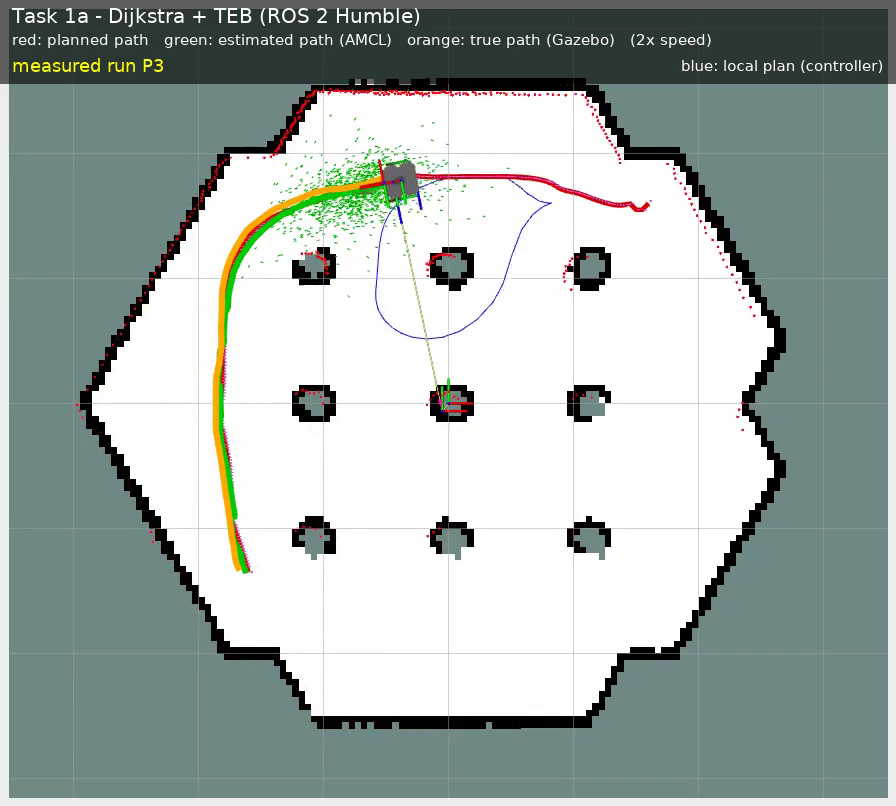 Task 1a - Dijkstra + TEB (ROS 2 Humble)
red: planned path   green: estimated path (AMCL)   orange: true path (Gazebo)   (2x speed)
measured run P3
blue: local plan (controller)